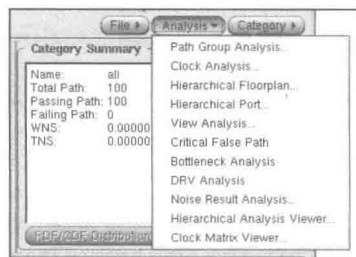 File Analysis Category
Category Summary
Name: all
Total Path: 100
Passing Path: 100
Failing Path: 0
WNS: 0.00000
TNS: 0.00000
PDF/CDF Distribution
Path Group Analysis...
Clock Analysis...
Hierarchical Floorplan...
Hierarchical Port...
View Analysis...
Critical False Path
Bottleneck Analysis
DRV Analysis
Noise Result Analysis...
Hierarchical Analysis Viewer...
Clock Matrix Viewer...